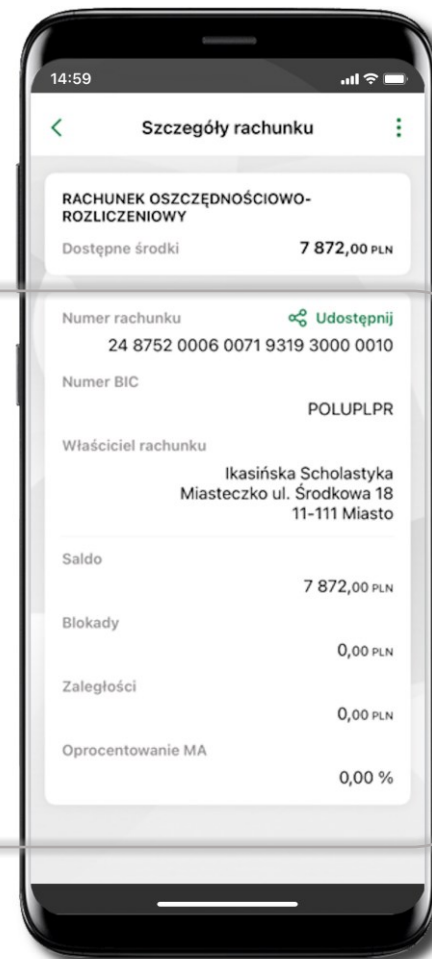 14:59
Szczegóły rachunku
RACHUNEK OSZCZĘDNOŚCIOWO-
ROZLICZENIOWY
Dostępne środki 7 872,00 PLN
Numer rachunku Udostępnij
24 8752 0006 0071 9319 3000 0010
Numer BIC
POLUPLPR
Właściciel rachunku
Ikasińska Scholastyka
Miasteczko ul. Środkowa 18
11-111 Miasto
Saldo
7 872,00 PLN
Blokady
0,00 PLN
Zaległości
0,00 PLN
Oprocentowanie MA
0,00 %